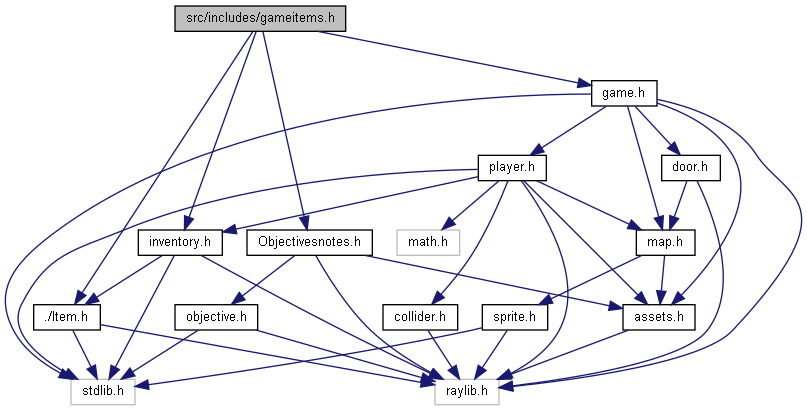 src/includes/gameitems.h
game.h
player.h
door.h
inventory.h
Objectivesnotes.h
math.h
map.h
./Item.h
objective.h
collider.h
sprite.h
assets.h
stdlib.h
raylib.h